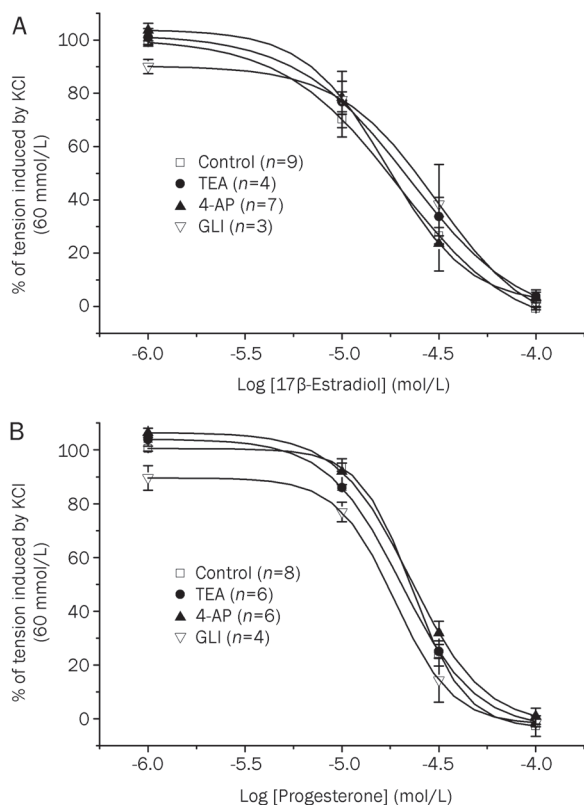 A
% of tension induced by KCl
(60 mmol/L)
100
80
60
40
20
0
Control (n=9)
TEA (n=4)
4-AP (n=7)
GLI (n=3)
-6.0 -5.5 -5.0 -4.5 -4.0
Log [17β-Estradiol] (mol/L)
B
% of tension induced by KCl
(60 mmol/L)
100
80
60
40
20
0
Control (n=8)
TEA (n=6)
4-AP (n=6)
GLI (n=4)
-6.0 -5.5 -5.0 -4.5 -4.0
Log [Progesterone] (mol/L)